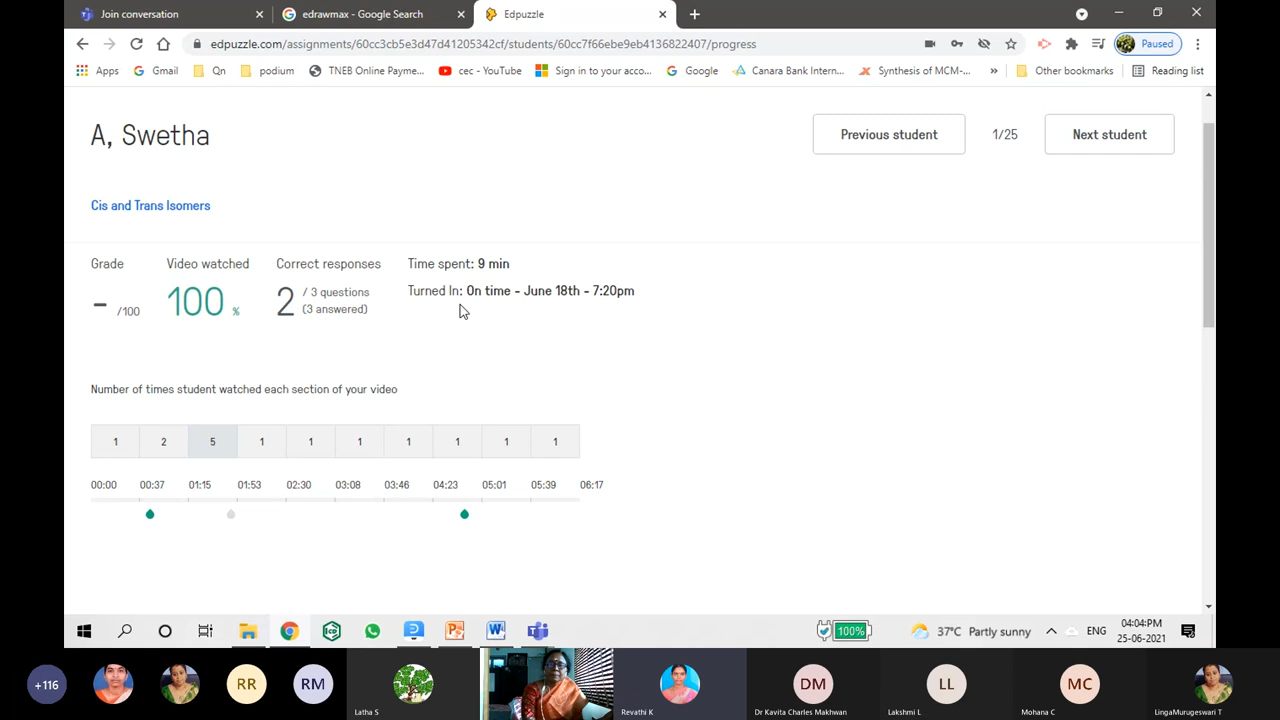 Join conversation
edrawmax - Google Search
Edpuzzle
edpuzzle.com/assignments/60cc3cb5e3d47d41205342cf/students/60cc7f66ebe9eb4136822407/progress
Paused
Apps
Gmail
Qn
podium
TNEB Online Payme...
cec - YouTube
Sign in to your acco...
Google
Canara Bank Intern...
Synthesis of MCM-...
»
Other bookmarks
Reading list
A, Swetha
Previous student
1/25
Next student
Cis and Trans Isomers
Grade
Video watched
Correct responses
Time spent: 9 min
- /100
100 %
2 / 3 questions
(3 answered)
Turned In: On time - June 18th - 7:20pm
Number of times student watched each section of your video
1 2 5 1 1 1 1 1 1 1
00:00 00:37 01:15 01:53 02:30 03:08 03:46 04:23 05:01 05:39 06:17
100%
37°C Partly sunny
ENG
04:04PM
25-06-2021
+116
RR
RM
Latha S
Revathi K
DM
Dr Kavita Charles Makhwan
LL
Lakshmi L
MC
Mohana C
LingaMurugeswari T